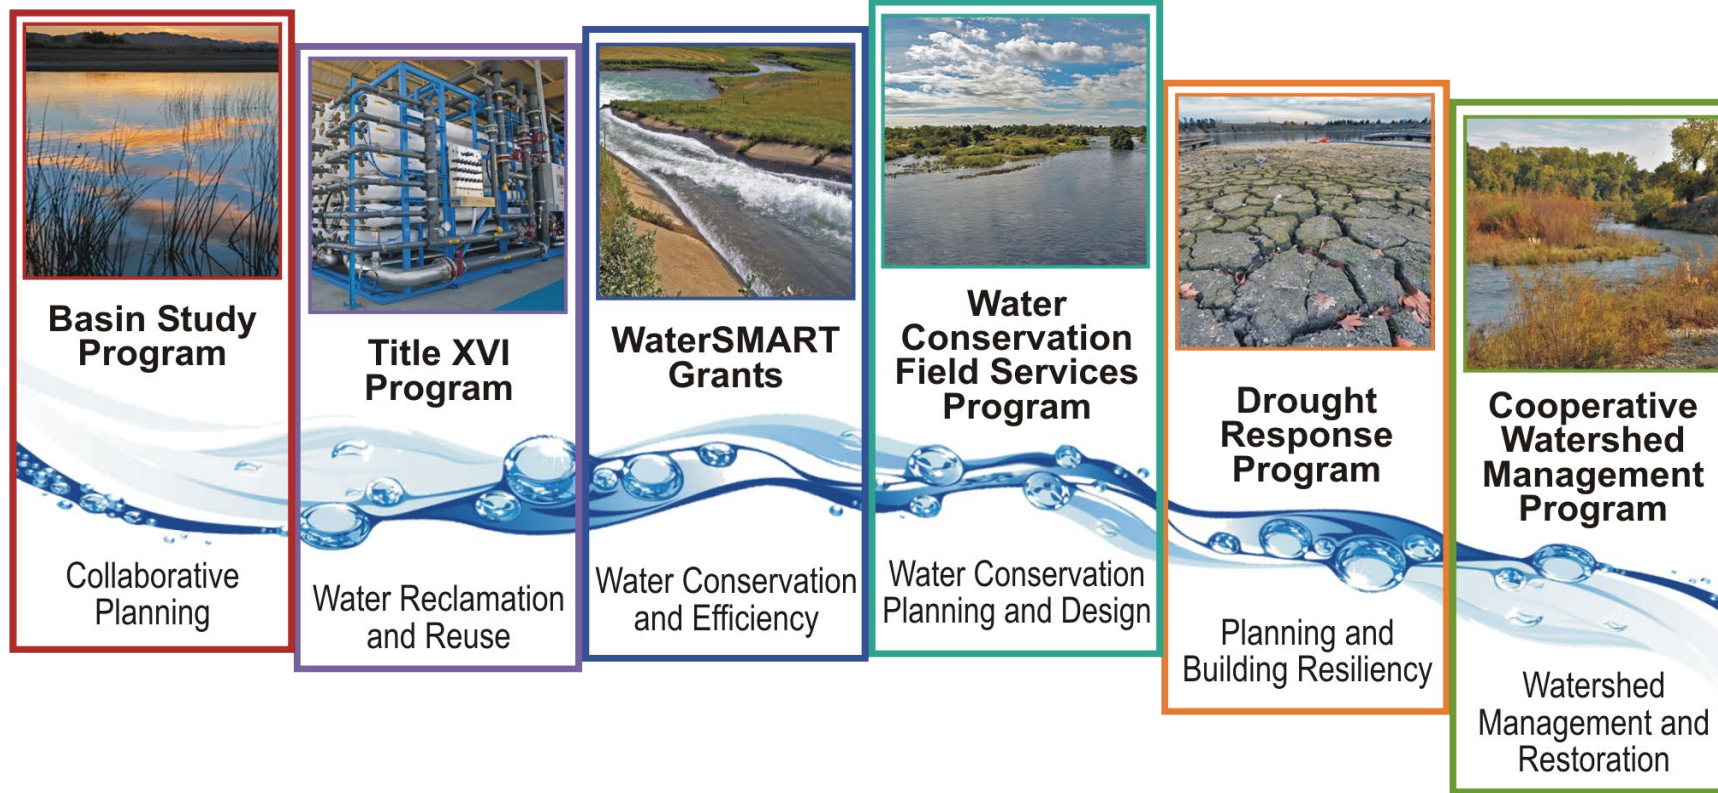 Basin Study
Program
Collaborative
Planning
Title XVI
Program
Water Reclamation
and Reuse
WaterSMART
Grants
Water Conservation
and Efficiency
Water
Conservation
Field Services
Program
Water Conservation
Planning and Design
Drought
Response
Program
Planning and
Building Resiliency
Cooperative
Watershed
Management
Program
Watershed
Management and
Restoration